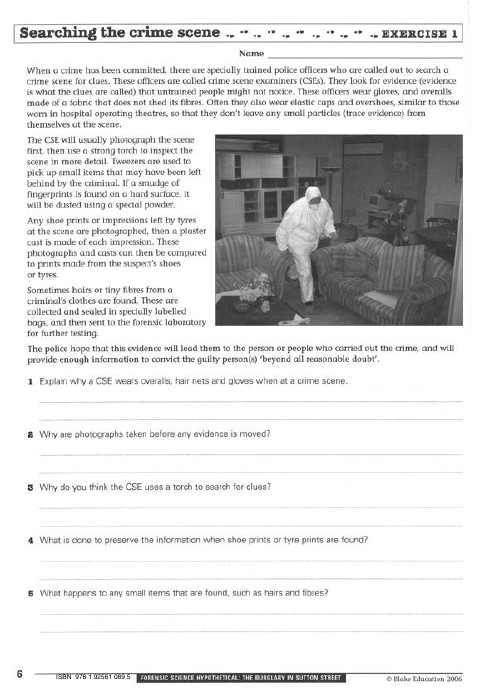 Searching the crime scene EXERCISE 1
Name
When a crime has been committed, there are specially trained police officers who are called out to search a
crime scene for clues. These officers are called crime scene examiners (CSEs). They look for evidence (evidence
is what the clues are called) that untrained people might not notice. These officers wear gloves, and overalls
made of a fabric that does not shed its fibres. Often they also wear elastic caps and overshoes, similar to those
worn in hospital operating theatres, so that they don't leave any small particles (trace evidence) from
themselves at the scene.
The CSE will usually photograph the scene
first, then use a strong torch to inspect the
scene in more detail. Tweezers are used to
pick up small items that may have been left
behind by the criminal. If a smudge of
fingerprints is found on a hard surface, it
will be dusted using a special powder.
Any shoe prints or impressions left by tyres
at the scene are photographed, then a plaster
cast is made of each impression. These
photographs and casts can then be compared
to prints made from the suspect's shoes
or tyres.
Sometimes hairs or tiny fibres from a
criminal's clothes are found. These are
collected and sealed in specially labelled
bags, and then sent to the forensic laboratory
for further testing.
The police hope that this evidence will lead them to the person or people who carried out the crime, and will
provide enough information to convict the guilty person(s) 'beyond all reasonable doubt'.
1 Explain why a CSE wears overalls, hair nets and gloves when at a crime scene.
2 Why are photographs taken before any evidence is moved?
3 Why do you think the CSE uses a torch to search for clues?
4 What is done to preserve the information when shoe prints or tyre prints are found?
5 What happens to any small items that are found, such as hairs and fibres?
6 ISBN 978 1 92561 089 5 FORENSIC SCIENCE HYPOTHETICAL: THE BURGLARY IN SUTTON STREET © Blake Education 2006